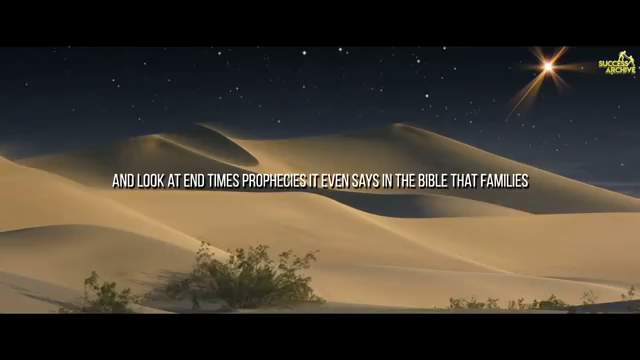 SUCCESS
ARCHIVE
AND LOOK AT END TIMES PROPHECIES IT EVEN SAYS IN THE BIBLE THAT FAMILIES